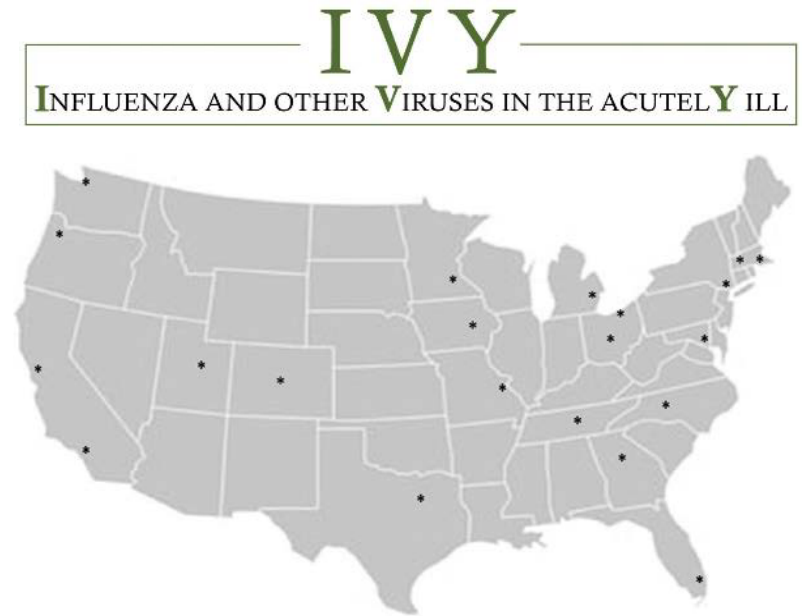 IVY
INFLUENZA AND OTHER VIRUSES IN THE ACUTELY ILL